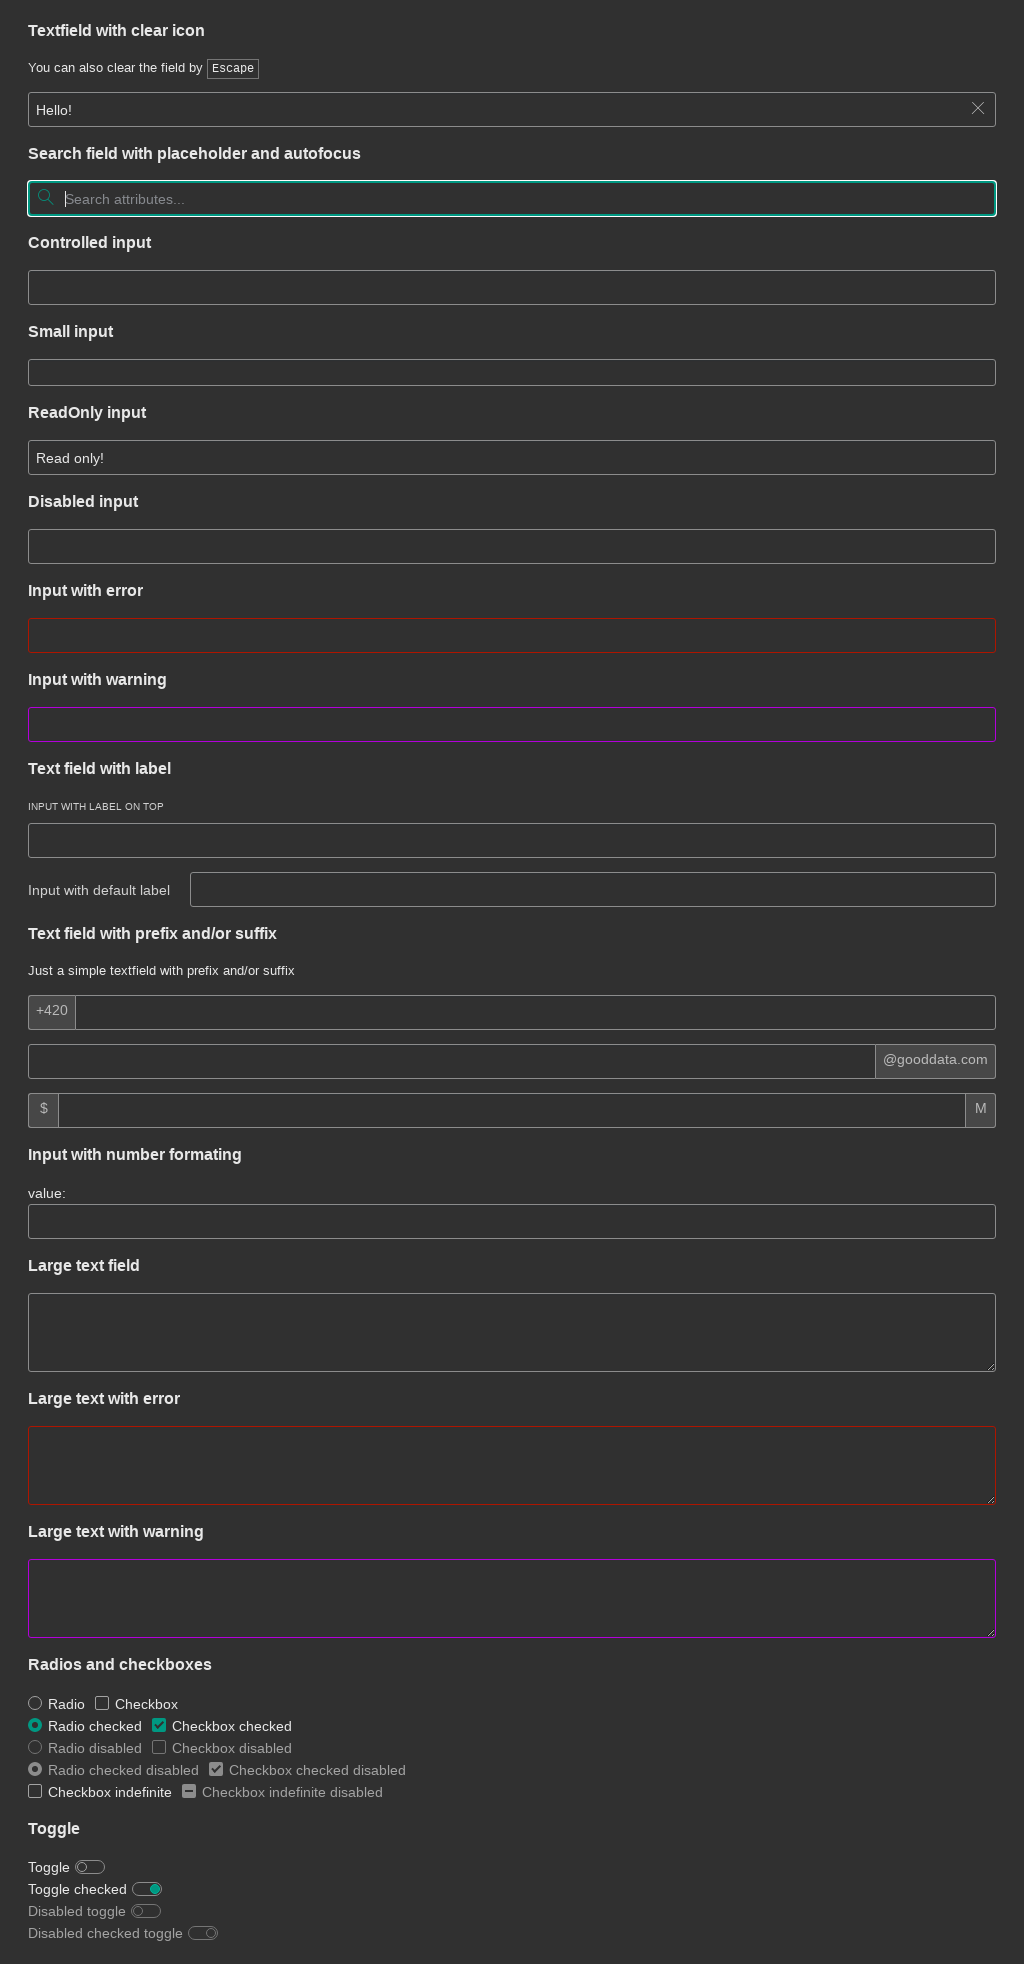 Textfield with clear icon
You can also clear the field by Escape
Hello!
Search field with placeholder and autofocus
Search attributes...
Controlled input
Small input
ReadOnly input
Read only!
Disabled input
Input with error
Input with warning
Text field with label
INPUT WITH LABEL ON TOP
Input with default label
Text field with prefix and/or suffix
Just a simple textfield with prefix and/or suffix
+420
@gooddata.com
$ M
Input with number formating
value:
Large text field
Large text with error
Large text with warning
Radios and checkboxes
Radio Checkbox
Radio checked Checkbox checked
Radio disabled Checkbox disabled
Radio checked disabled Checkbox checked disabled
Checkbox indefinite Checkbox indefinite disabled
Toggle
Toggle
Toggle checked
Disabled toggle
Disabled checked toggle